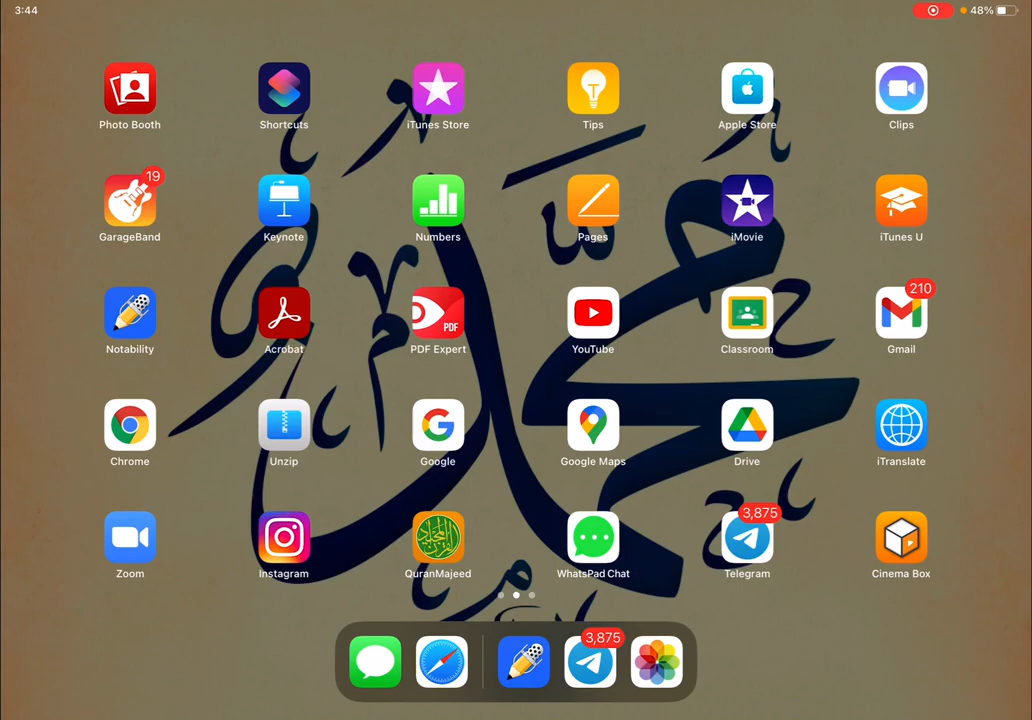 3:44
48%
Photo Booth
Shortcuts
iTunes Store
Tips
Apple Store
Clips
19
GarageBand
Keynote
Numbers
Pages
iMovie
iTunes U
210
Notability
Acrobat
PDF
PDF Expert
YouTube
Classroom
Gmail
Chrome
Unzip
Google
Google Maps
Drive
iTranslate
3,875
Zoom
Instagram
QuranMajeed
WhatsPad Chat
Telegram
Cinema Box
3,875
محمد